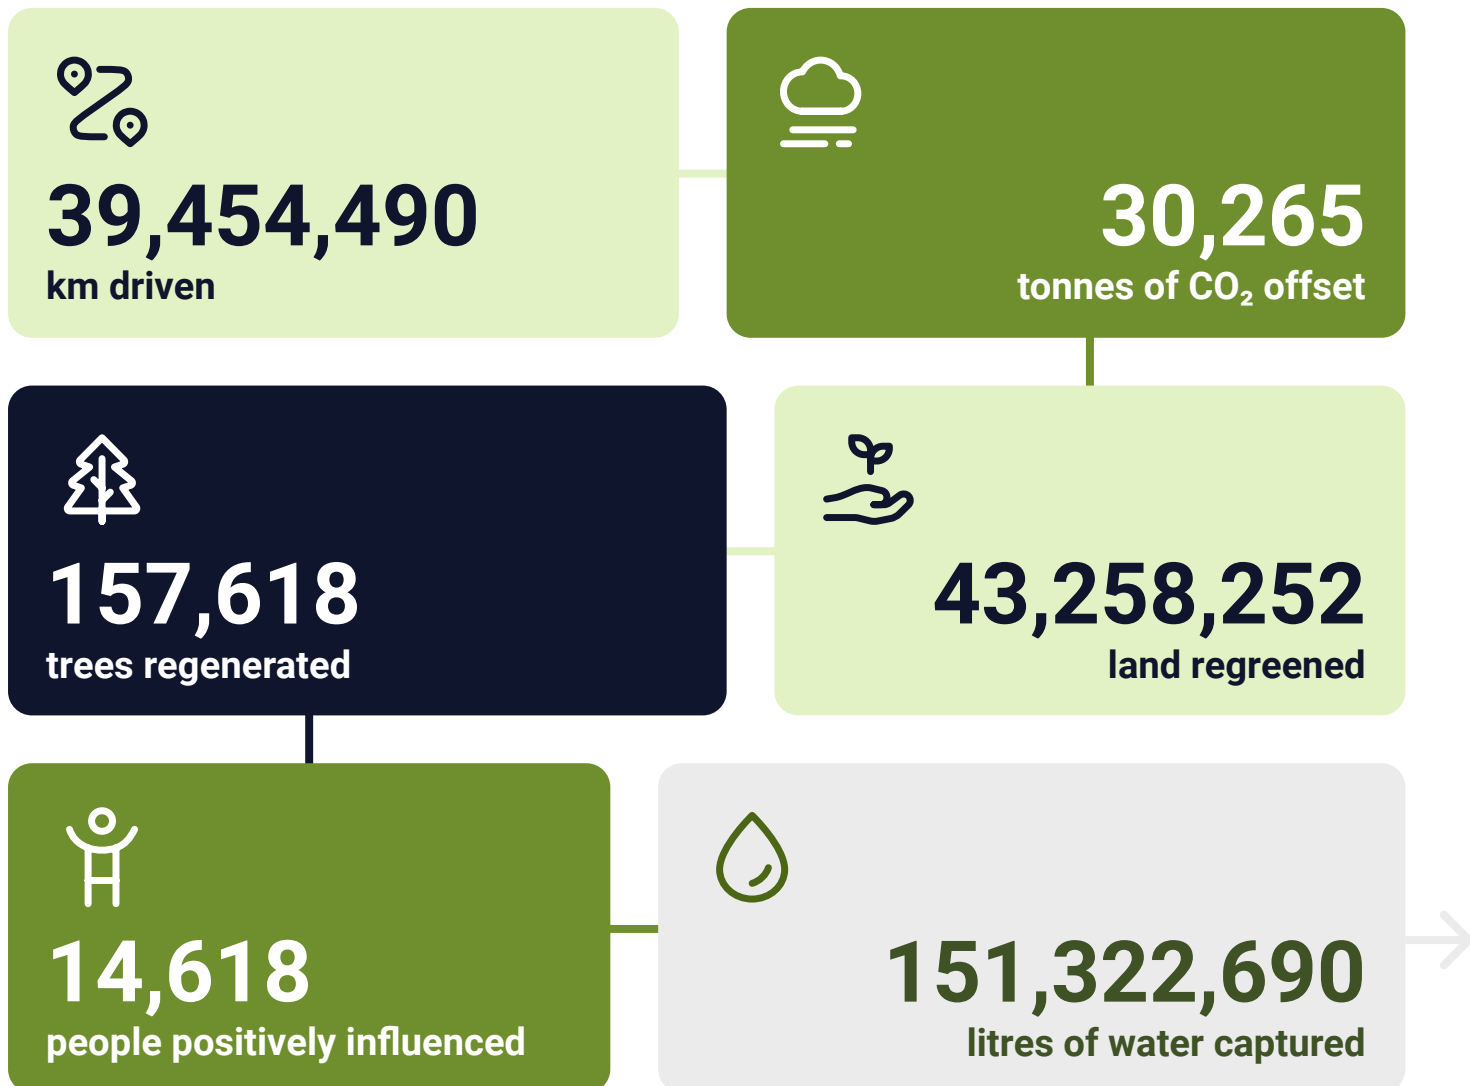 39,454,490
km driven
30,265
tonnes of CO₂ offset
157,618
trees regenerated
43,258,252
land regreened
14,618
people positively influenced
151,322,690
litres of water captured